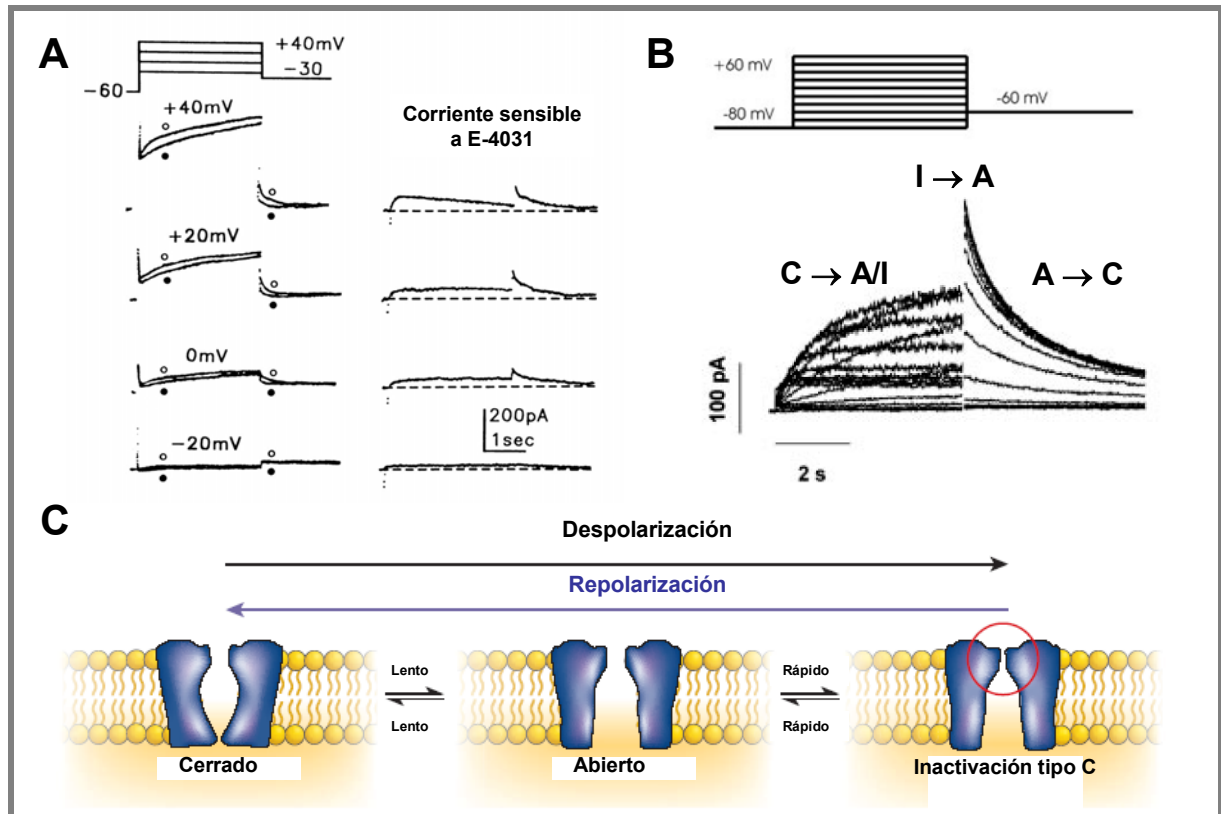 A
+40mV
-30
-60
+40mV
Corriente sensible
a E-4031
+20mV
0mV
200pA
1sec
-20mV
B
+60 mV
-80 mV
-60 mV
I → A
C → A/I
A → C
100 pA
2 s
C
Despolarización
Repolarización
Lento
Lento
Rápido
Rápido
Cerrado
Abierto
Inactivación tipo C